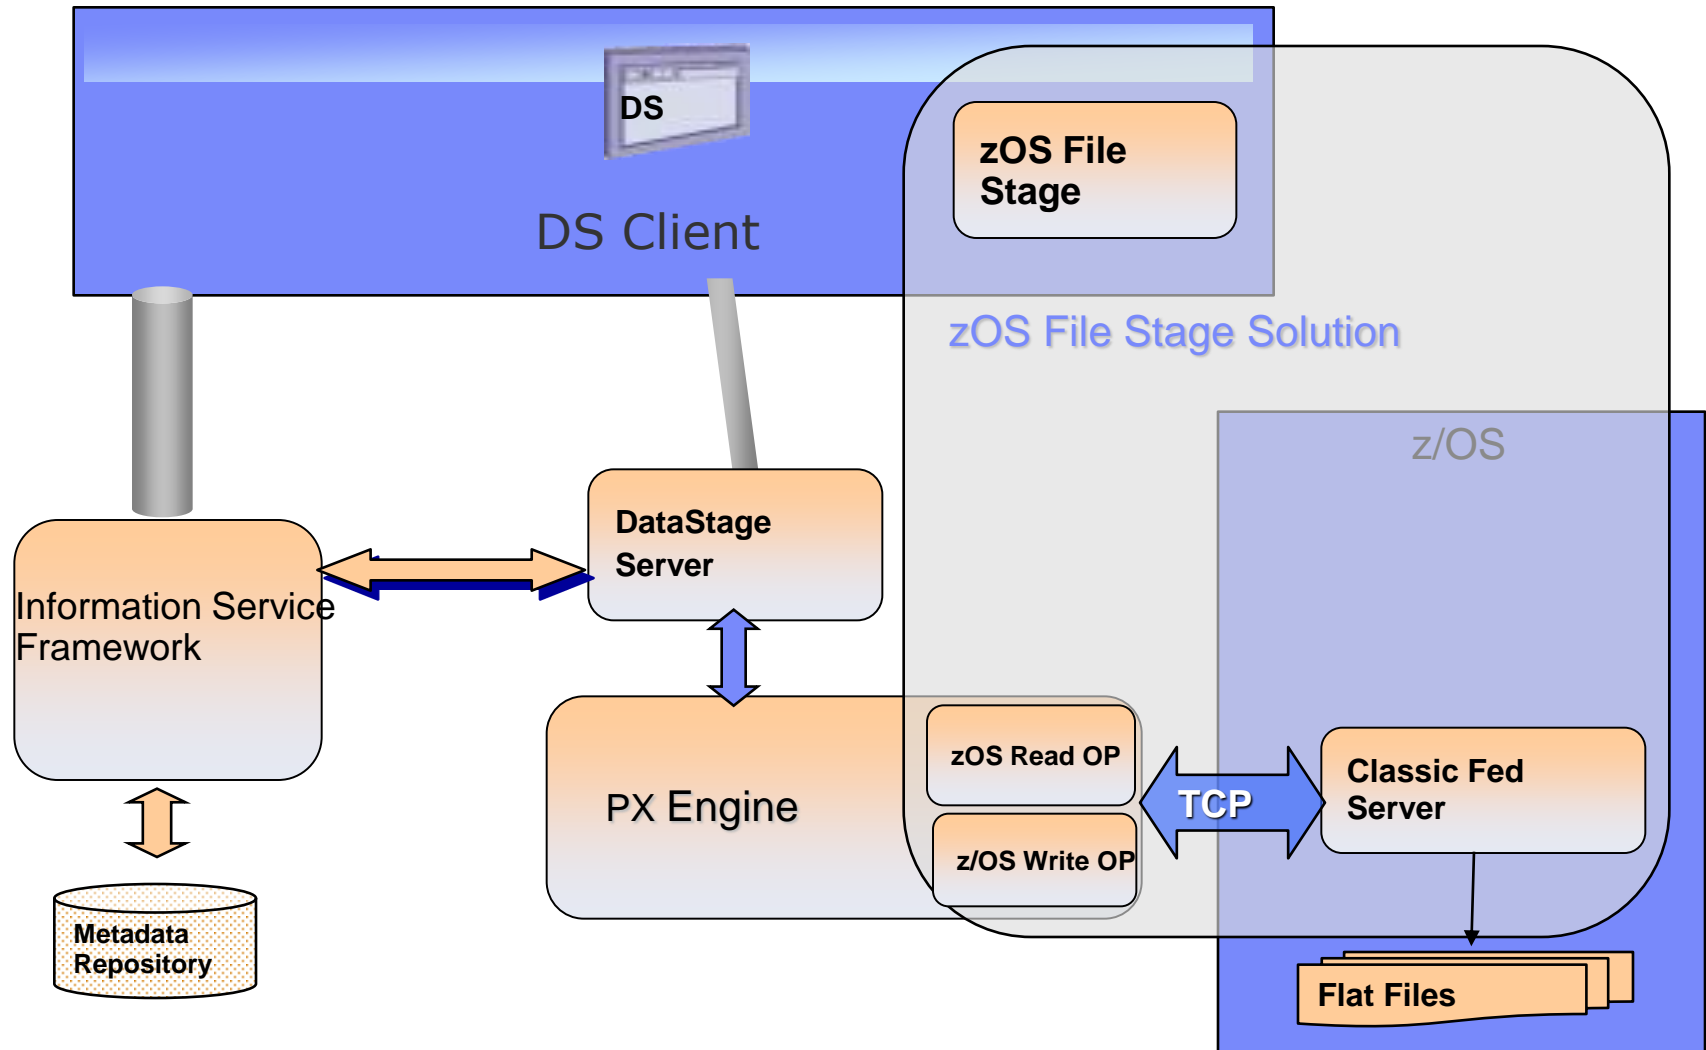 DS
zOS File
Stage
DS Client
zOS File Stage Solution
z/OS
DataStage
Server
Information Service
Framework
zOS Read OP
PX Engine
TCP
Classic Fed
Server
z/OS Write OP
Metadata
Repository
Flat Files